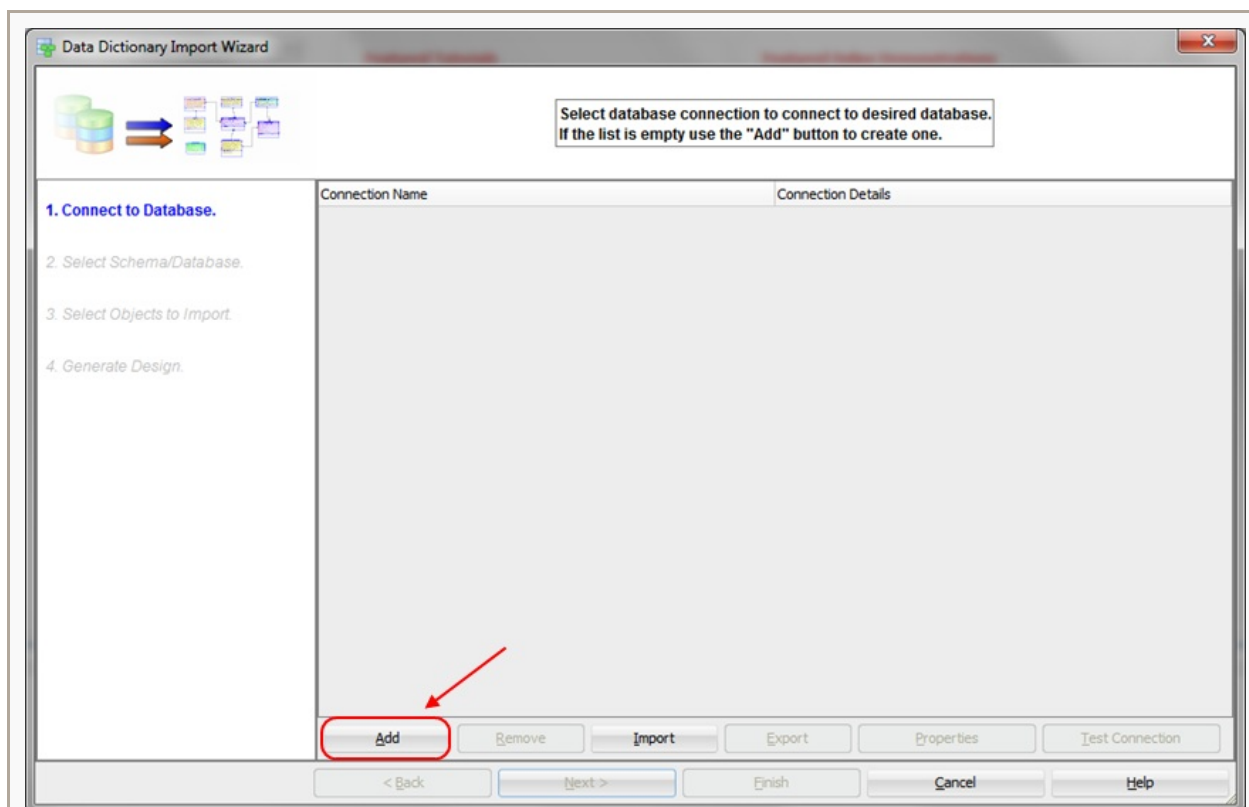 Data Dictionary Import Wizard
Select database connection to connect to desired database.
If the list is empty use the "Add" button to create one.
1. Connect to Database.
2. Select Schema/Database.
3. Select Objects to Import.
4. Generate Design.
Connection Name Connection Details
Add Remove Import Export Properties Test Connection
< Back Next > Finish Cancel Help